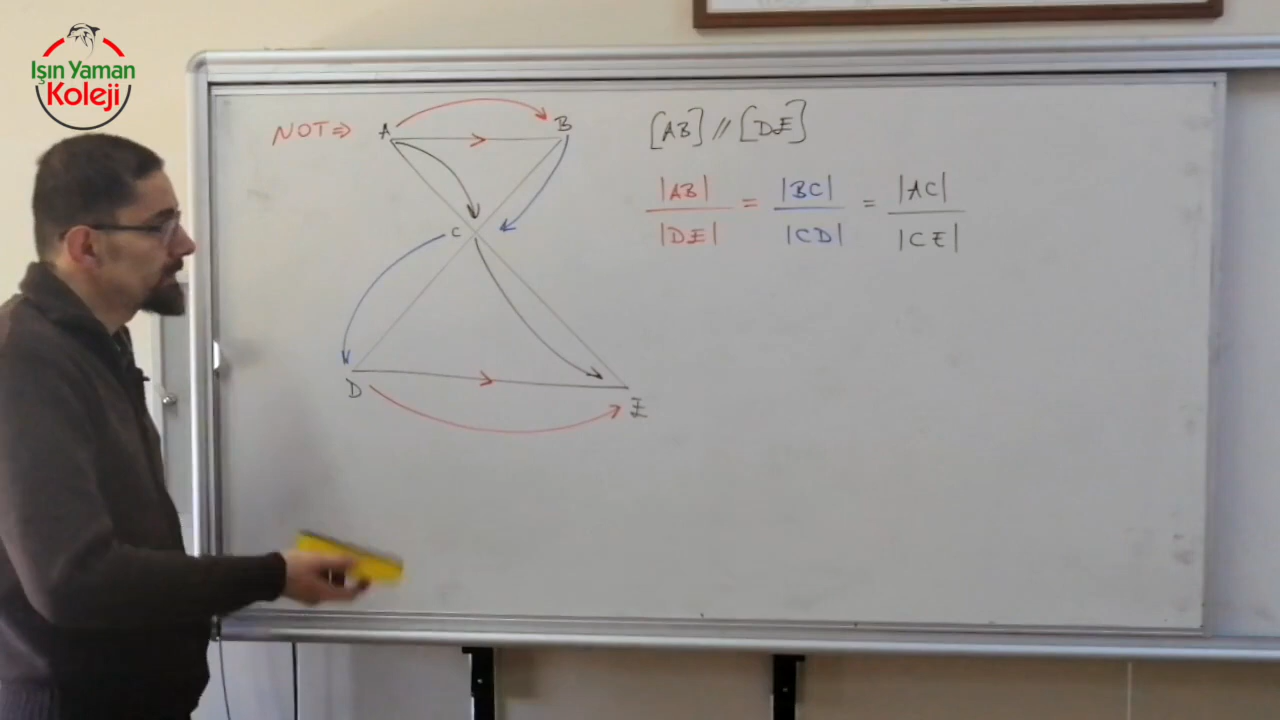 Işın Yaman
Koleji
NOT ⇒
A
B
C
D
E
[AB] // [DE]
|AB| / |DE| = |BC| / |CD| = |AC| / |CE|